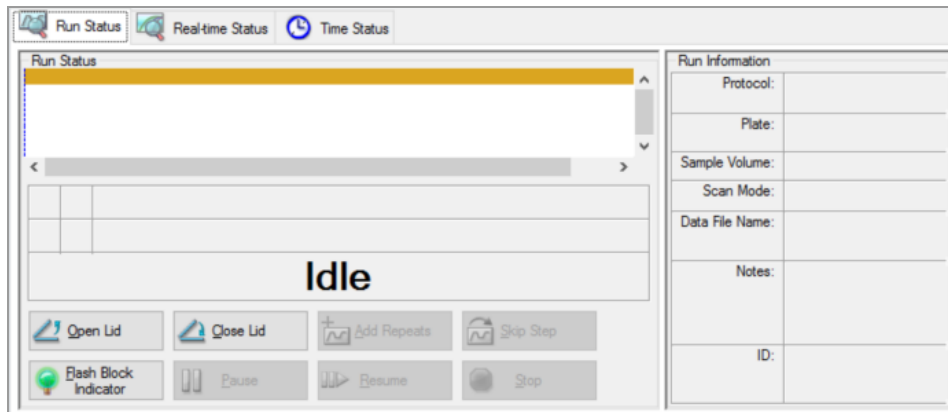 Run Status
Real-time Status
Time Status
Run Status
Idle
Open Lid
Close Lid
Add Repeats
Skip Step
Flash Block
Indicator
Pause
Resume
Stop
Run Information
Protocol:
Plate:
Sample Volume:
Scan Mode:
Data File Name:
Notes:
ID: